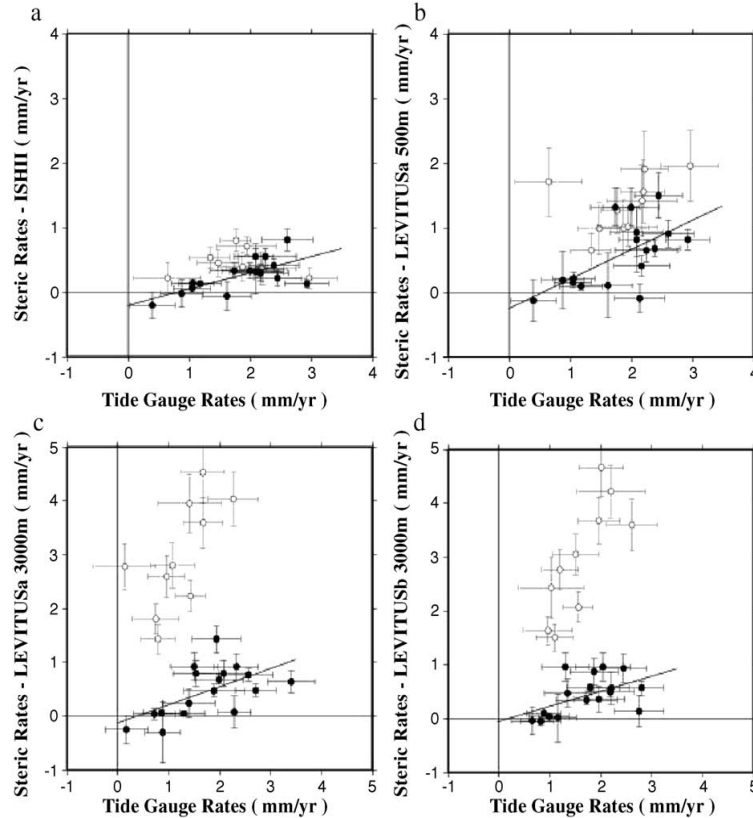 a
Steric Rates - ISHII ( mm/yr )
4
3
2
1
0
-1
-1 0 1 2 3 4
Tide Gauge Rates ( mm/yr )
b
Steric Rates - LEVITUSa 500m ( mm/yr )
4
3
2
1
0
-1
-1 0 1 2 3 4
Tide Gauge Rates ( mm/yr )
c
Steric Rates - LEVITUSa 3000m ( mm/yr )
5
4
3
2
1
0
-1
-1 0 1 2 3 4 5
Tide Gauge Rates ( mm/yr )
d
Steric Rates - LEVITUSb 3000m ( mm/yr )
5
4
3
2
1
0
-1
-1 0 1 2 3 4 5
Tide Gauge Rates ( mm/yr )